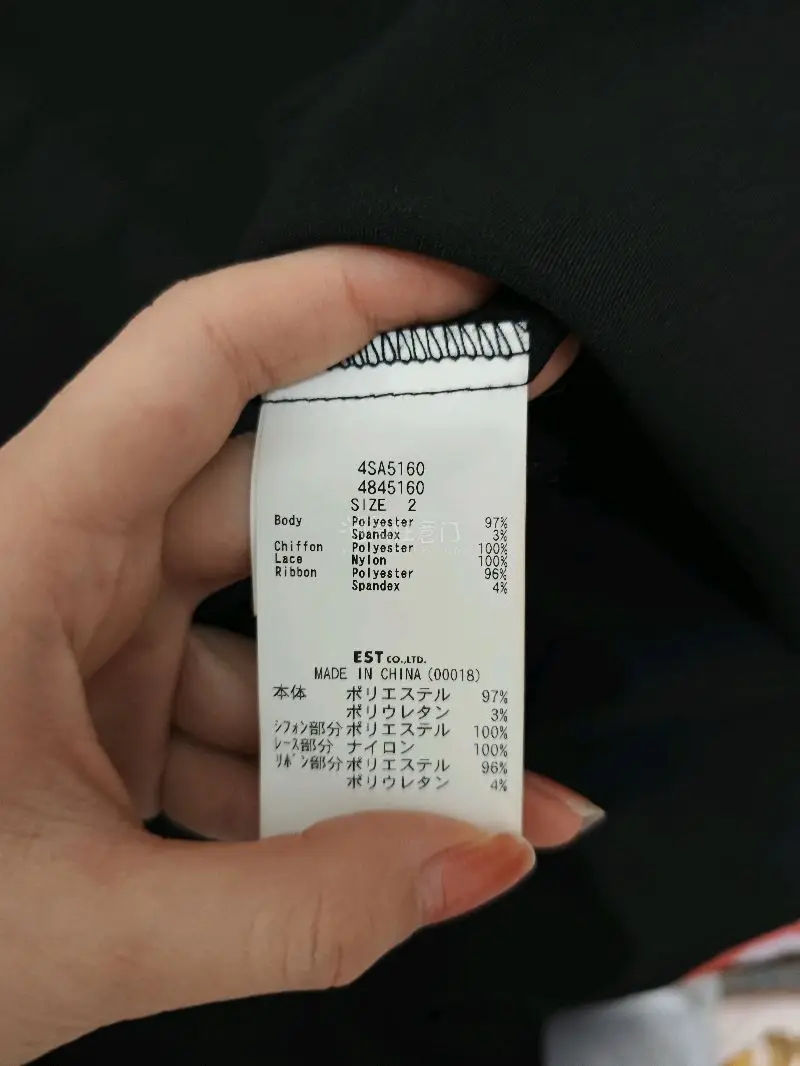 4SA5160
4845160
SIZE 2
Body Polyester 97%
Spandex 3%
Chiffon Polyester 100%
Lace Nylon 100%
Ribbon Polyester 96%
Spandex 4%
EST CO.,LTD.
MADE IN CHINA (00018)
本体 ポリエステル 97%
ポリウレタン 3%
シフォン部分 ポリエステル 100%
レース部分 ナイロン 100%
リボン部分 ポリエステル 96%
ポリウレタン 4%